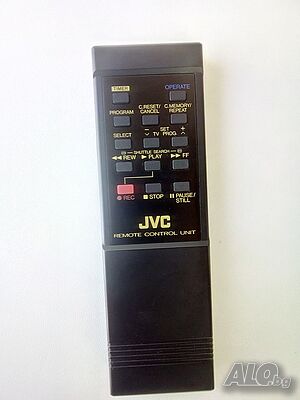 TIMER OPERATE
PROGRAM C.RESET/CANCEL C.MEMORY/REPEAT
SELECT − TV SET PROG. +
SHUTTLE SEARCH
◀◀ REW ▶ PLAY ▶▶ FF
● REC ■ STOP ❚❚ PAUSE/STILL
JVC
REMOTE CONTROL UNIT
ALO.bg